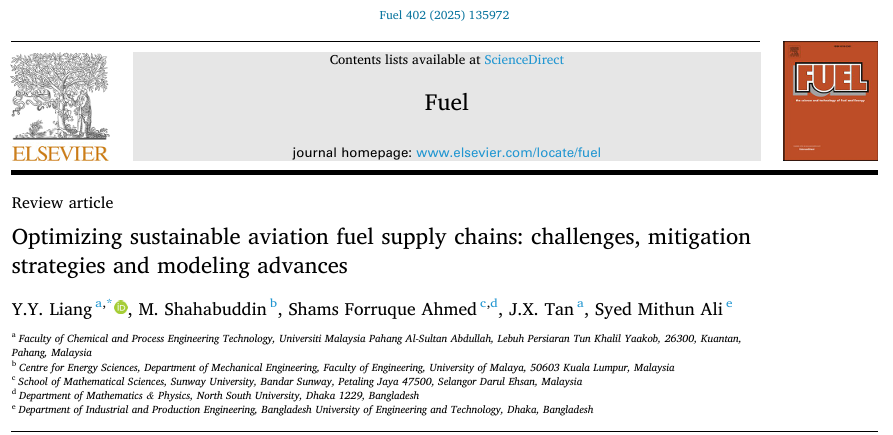 Fuel 402 (2025) 135972
Contents lists available at ScienceDirect
Fuel
journal homepage: www.elsevier.com/locate/fuel
ELSEVIER
FUEL
Review article
Optimizing sustainable aviation fuel supply chains: challenges, mitigation
strategies and modeling advances
Y.Y. Liang a,* iD, M. Shahabuddin b, Shams Forruque Ahmed c,d, J.X. Tan a, Syed Mithun Ali e
a Faculty of Chemical and Process Engineering Technology, Universiti Malaysia Pahang Al-Sultan Abdullah, Lebuh Persiaran Tun Khalil Yaakob, 26300, Kuantan,
Pahang, Malaysia
b Centre for Energy Sciences, Department of Mechanical Engineering, Faculty of Engineering, University of Malaya, 50603 Kuala Lumpur, Malaysia
c School of Mathematical Sciences, Sunway University, Bandar Sunway, Petaling Jaya 47500, Selangor Darul Ehsan, Malaysia
d Department of Mathematics & Physics, North South University, Dhaka 1229, Bangladesh
e Department of Industrial and Production Engineering, Bangladesh University of Engineering and Technology, Dhaka, Bangladesh